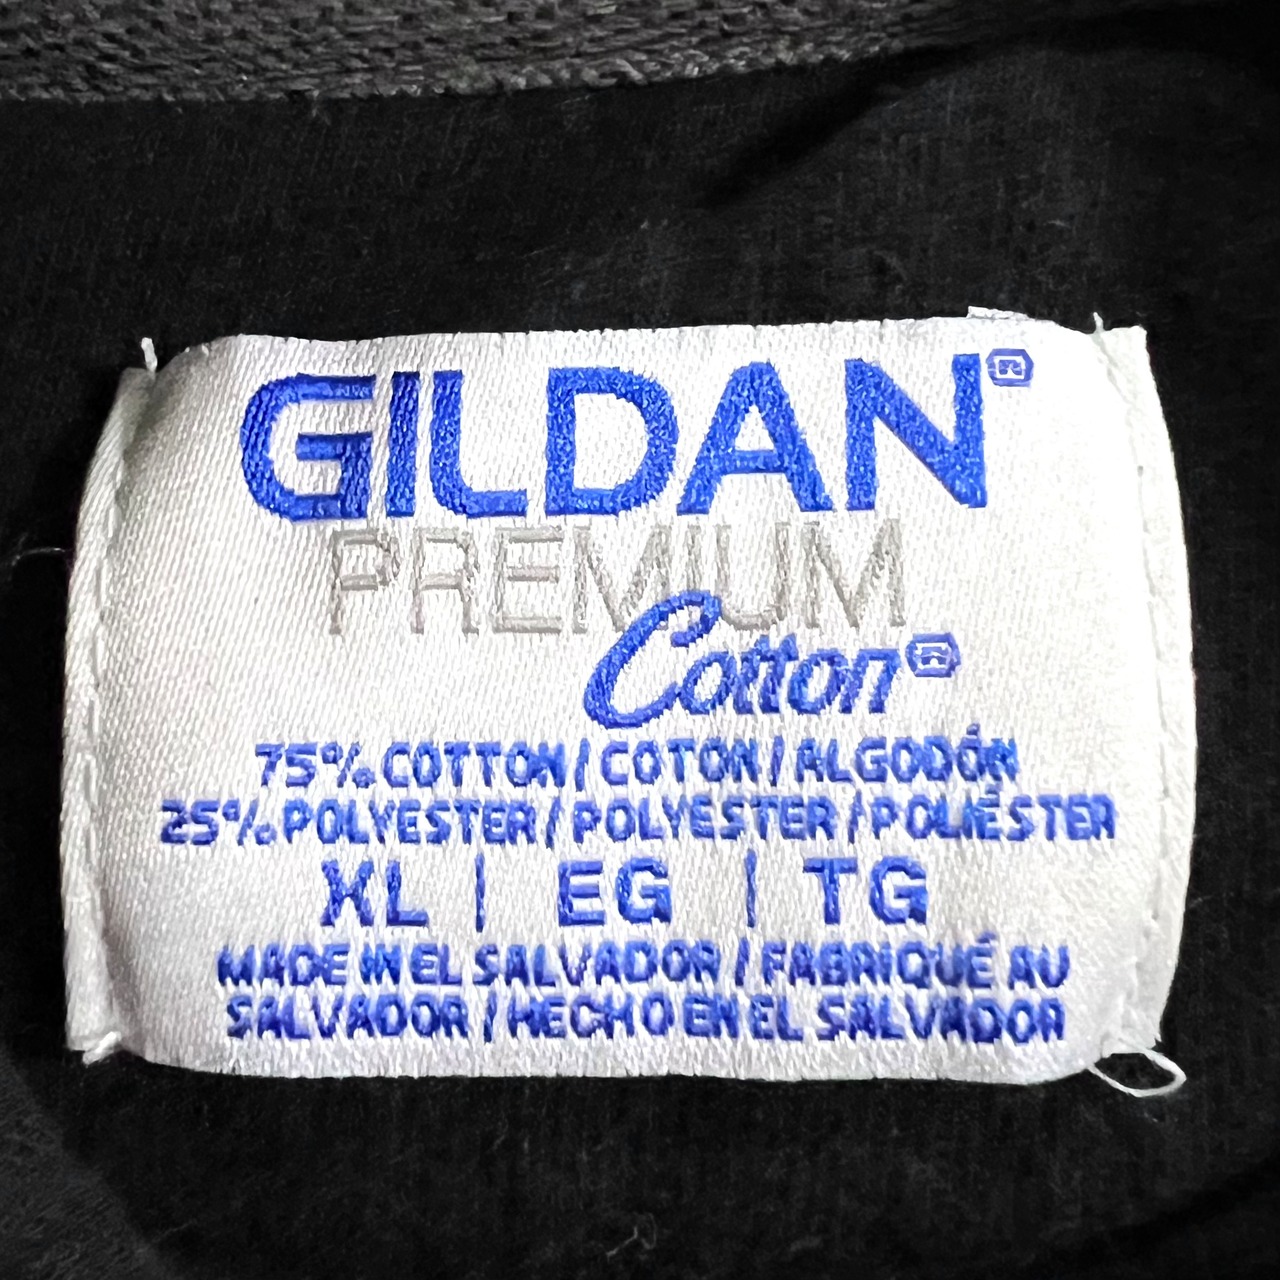 GILDAN®
PREMIUM
Cotton®
75% COTTON / COTON / ALGODÓN
25% POLYESTER / POLYESTER / POLIÉSTER
XL | EG | TG
MADE IN EL SALVADOR / FABRIQUÉ AU
SALVADOR / HECHO EN EL SALVADOR